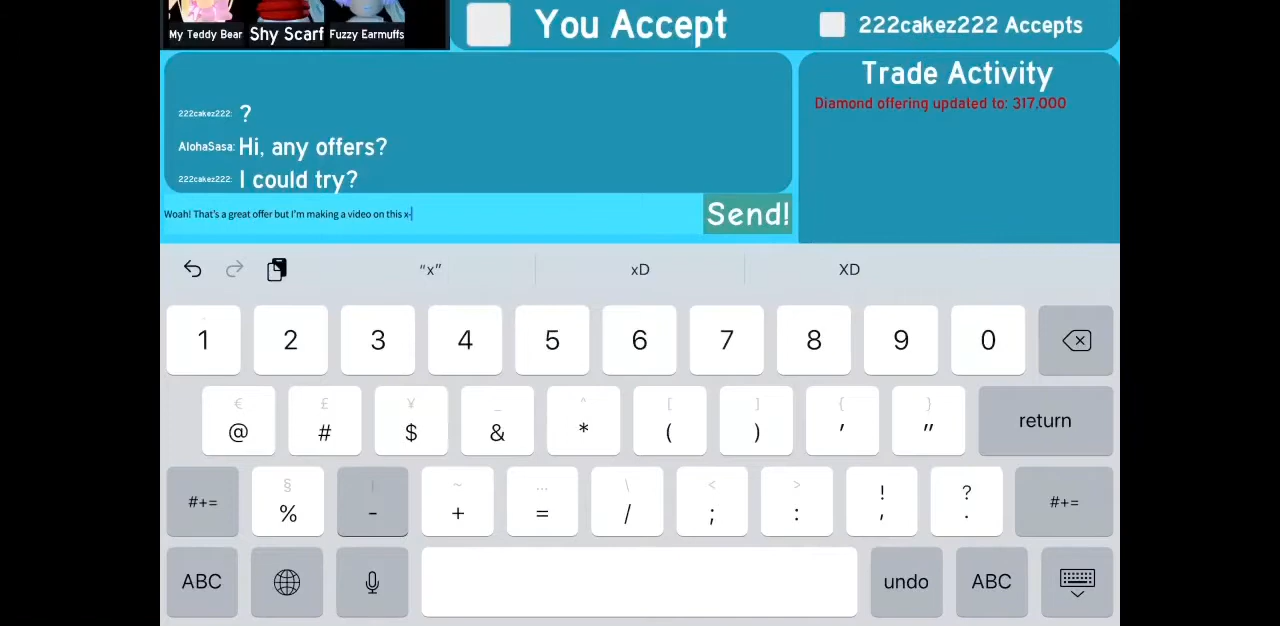 My Teddy Bear Shy Scarf Fuzzy Earmuffs
You Accept
222cakez222 Accepts
222cakez222: ?
AlohaSasa: Hi, any offers?
222cakez222: I could try?
Woah! That's a great offer but I'm making a video on this x-
Send!
Trade Activity
Diamond offering updated to: 317,000
“x” xD XD
1 2 3 4 5 6 7 8 9 0
€ £ ¥ _ ^ [ ] { }
@ # $ & * ( ) ' " return
§ | ~ ... \ < > ! ?
#+= % - + = / ; : , . #+=
ABC undo ABC